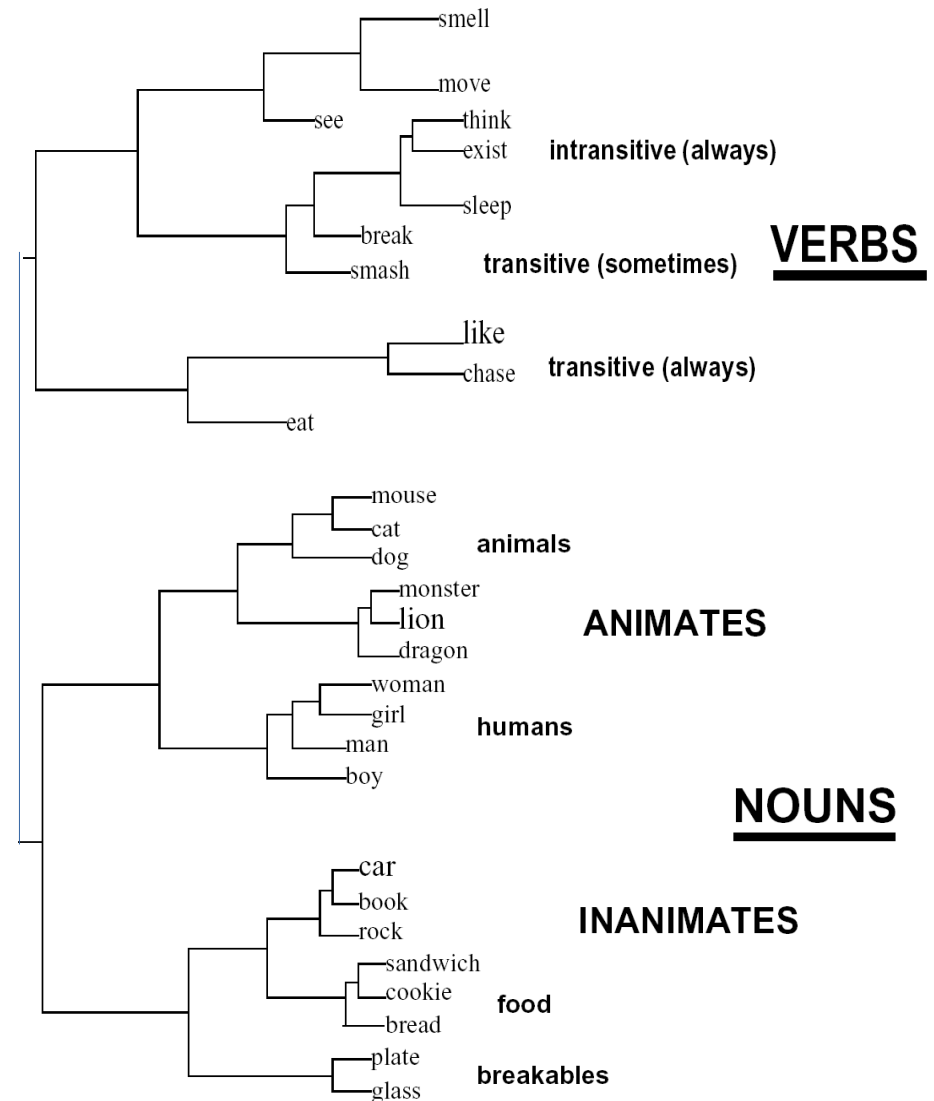 smell
move
see
think
exist
intransitive (always)
sleep
break
VERBS
smash
transitive (sometimes)
like
chase
transitive (always)
eat
mouse
cat
animals
dog
monster
lion
ANIMATES
dragon
woman
girl
humans
man
boy
NOUNS
car
book
INANIMATES
rock
sandwich
cookie
food
bread
plate
breakables
glass